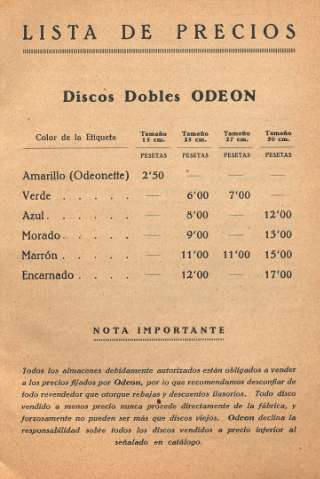 LISTA DE PRECIOS
Discos Dobles ODEON
Color de la Etiqueta Tamaño 15 cm. Tamaño 25 cm. Tamaño 27 cm. Tamaño 30 cm.
PESETAS PESETAS PESETAS PESETAS
Amarillo (Odeonette) 2'50 — — —
Verde . . . . . — 6'00 7'00 —
Azul . . . . . — 8'00 — 12'00
Morado . . . . . — 9'00 — 13'00
Marrón . . . . . — 11'00 11'00 15'00
Encarnado . . . . — 12'00 — 17'00
NOTA IMPORTANTE
Todos los almacenes debidamente autorizados están obligados a vender
a los precios fijados por Odeon, por lo que recomendamos desconfiar de
todo revendedor que otorgue rebajas y descuentos ilusorios. Todo disco
vendido a menos precio nunca procede directamente de la fábrica, y
forzosamente no pueden ser más que discos viejos. Odeon declina la
responsabilidad sobre todos los discos vendidos a precio inferior al
señalado en catálogo.